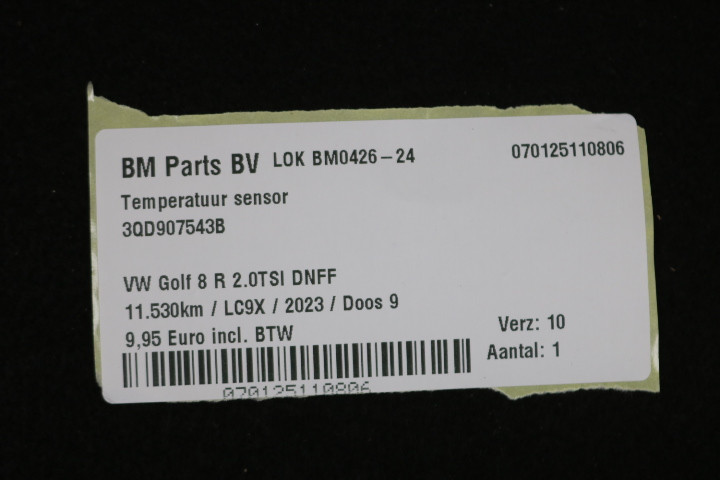 BM Parts BV LOK BM0426-24 070125110806
Temperatuur sensor
3QD907543B
VW Golf 8 R 2.0TSI DNFF
11.530km / LC9X / 2023 / Doos 9
9,95 Euro incl. BTW
Verz: 10
Aantal: 1
070125110806